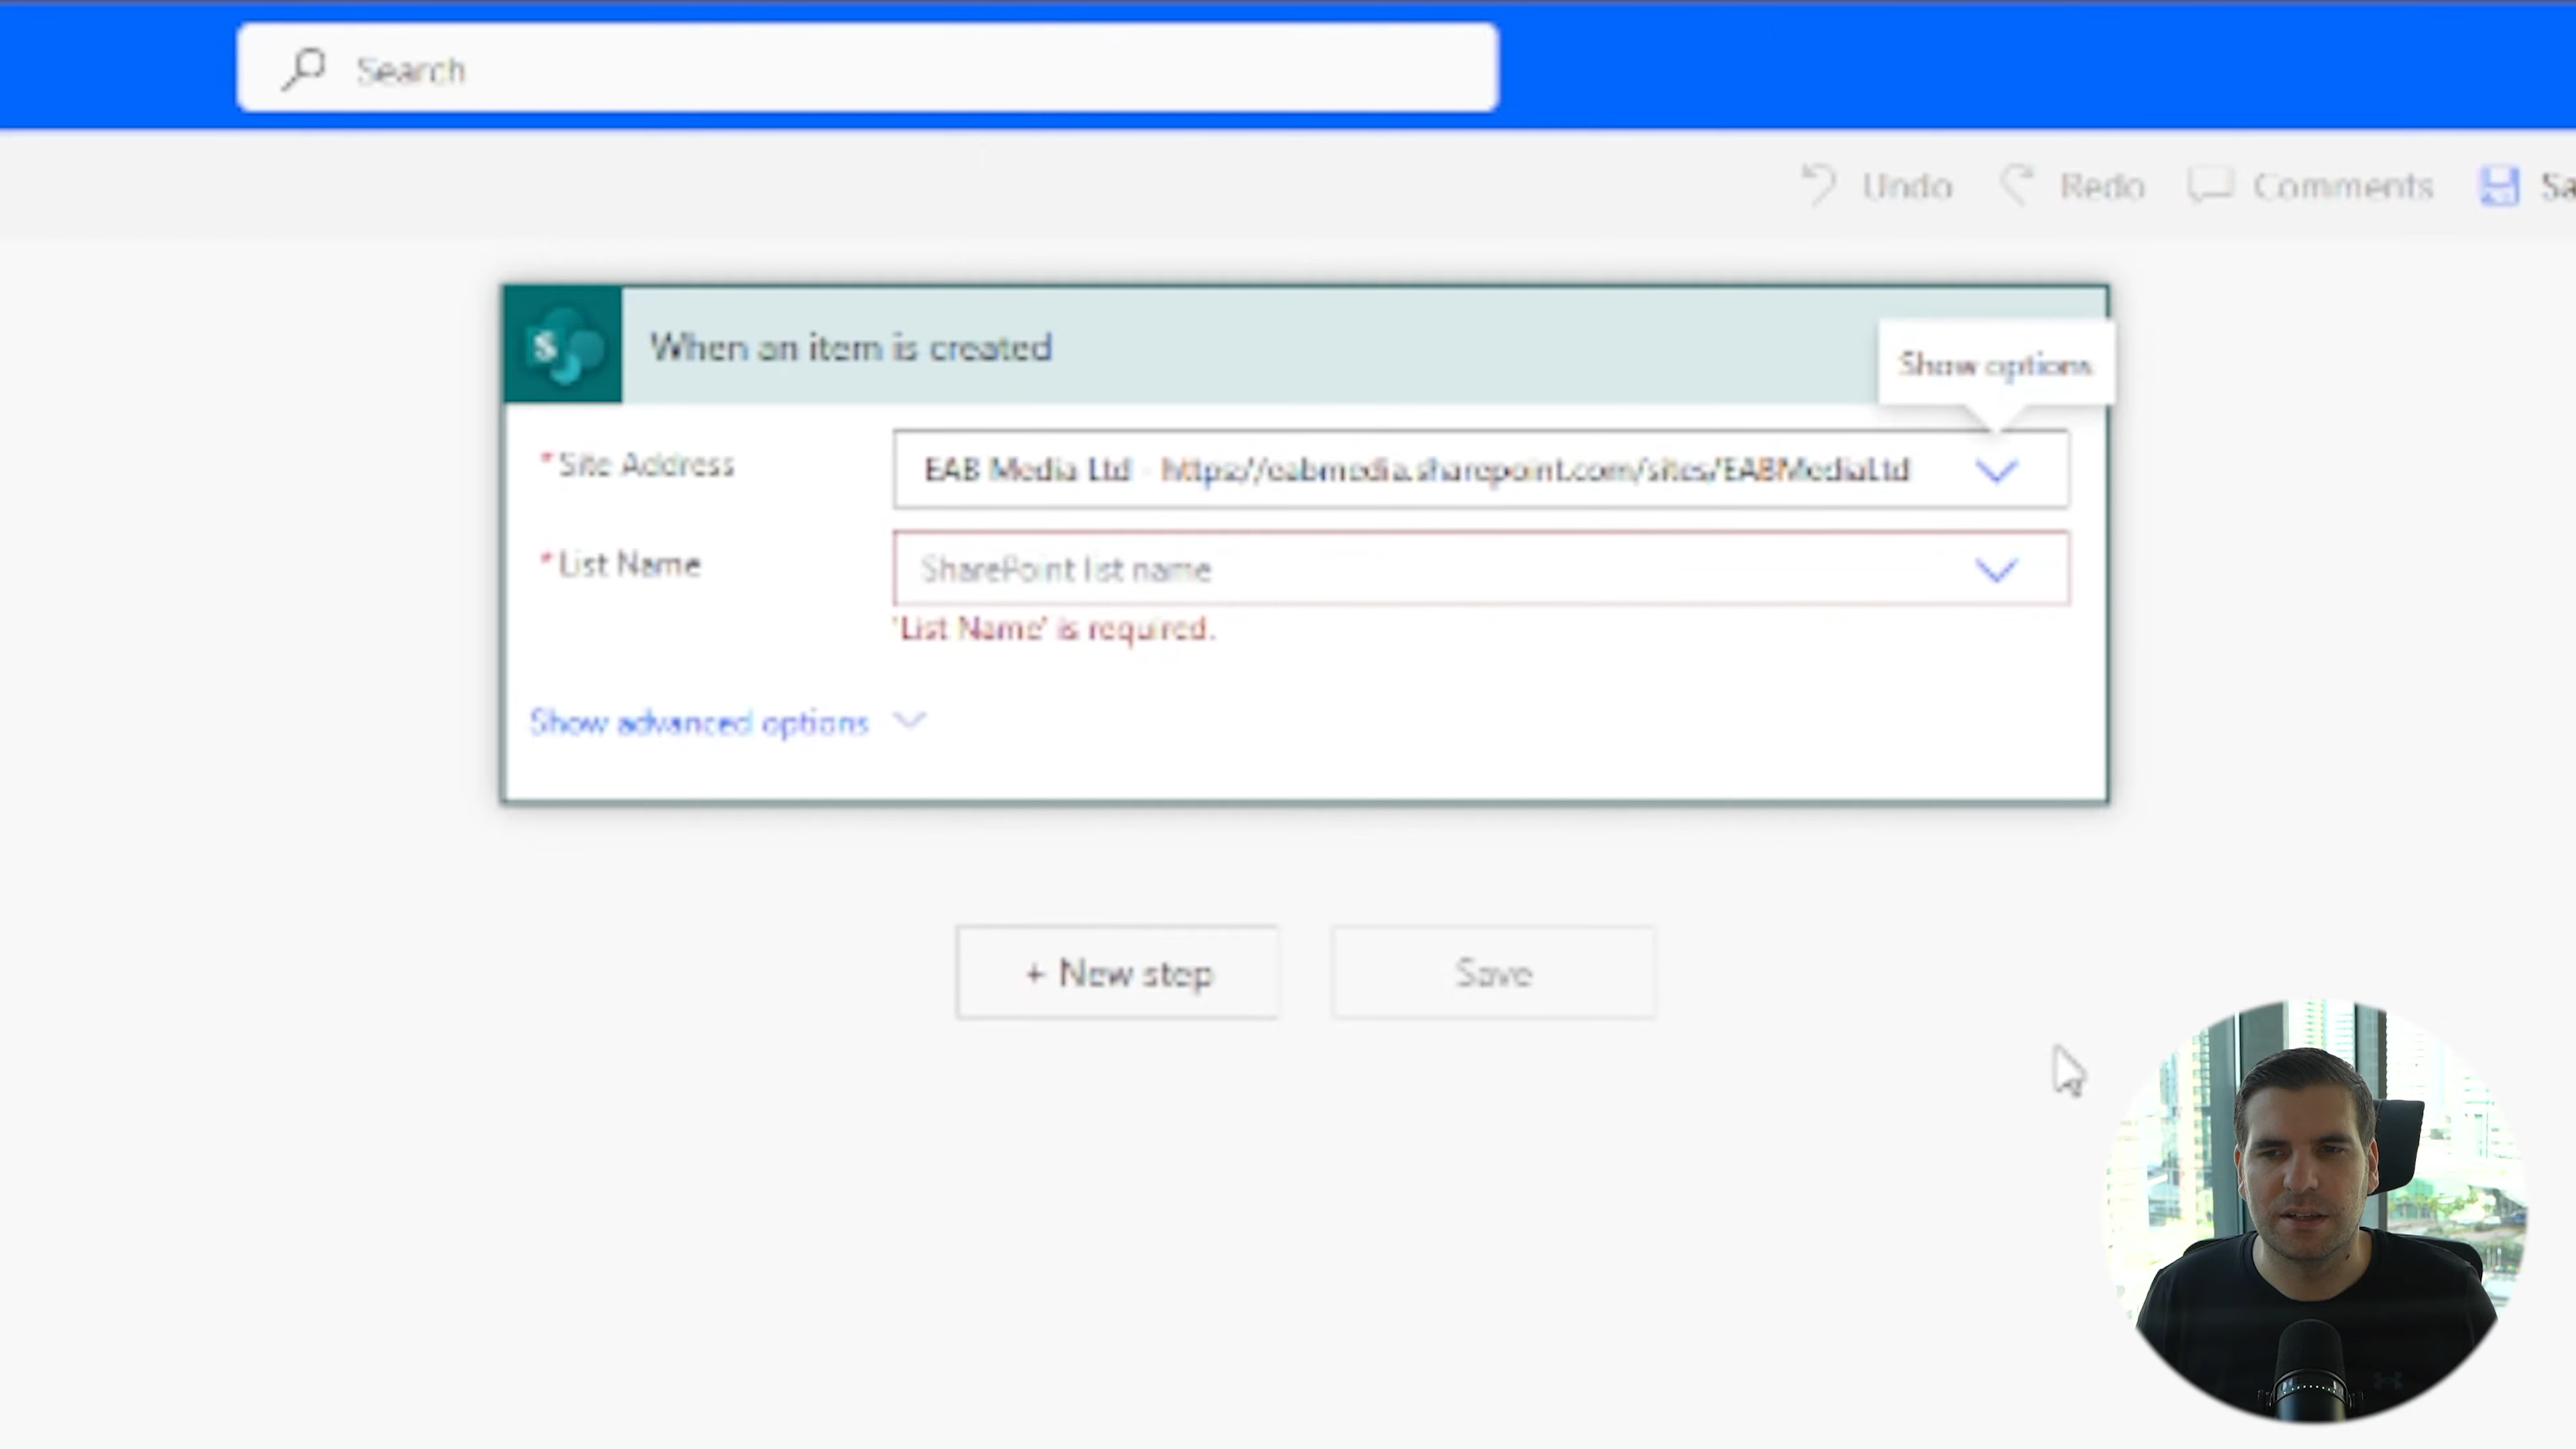 Search
Undo Redo Comments Sa
S
When an item is created
Show options
* Site Address
EAB Media Ltd - https://eabmedia.sharepoint.com/sites/EABMediaLtd
* List Name
SharePoint list name
'List Name' is required.
Show advanced options
+ New step
Save